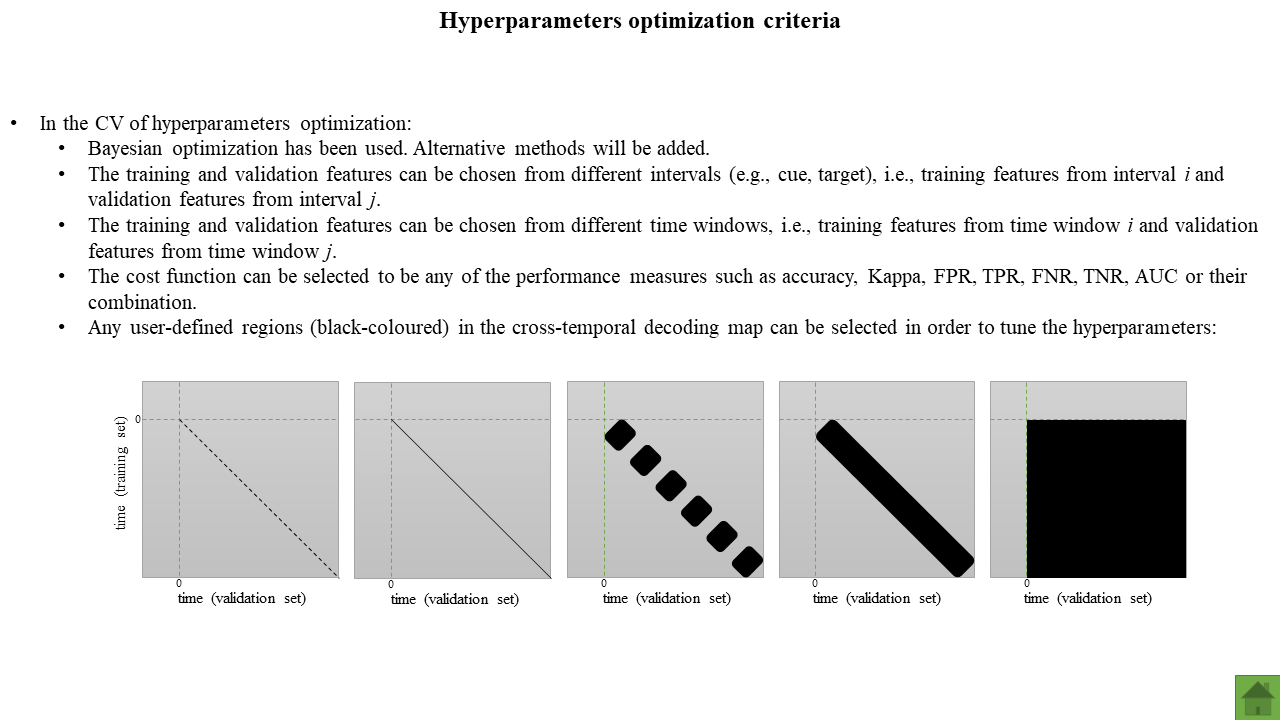 Hyperparameters optimization criteria
• In the CV of hyperparameters optimization:
• Bayesian optimization has been used. Alternative methods will be added.
• The training and validation features can be chosen from different intervals (e.g., cue, target), i.e., training features from interval i and
validation features from interval j.
• The training and validation features can be chosen from different time windows, i.e., training features from time window i and validation
features from time window j.
• The cost function can be selected to be any of the performance measures such as accuracy, Kappa, FPR, TPR, FNR, TNR, AUC or their
combination.
• Any user-defined regions (black-coloured) in the cross-temporal decoding map can be selected in order to tune the hyperparameters:
time (training set)
0
0
time (validation set)
0
time (validation set)
0
time (validation set)
0
time (validation set)
0
time (validation set)